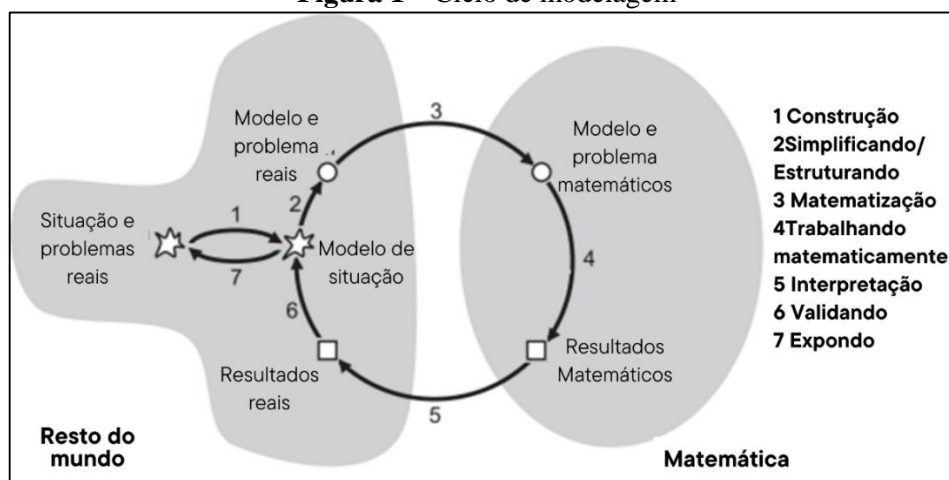 Figura 1 – Ciclo de modelagem
Modelo e
problema
reais
3
Modelo e
problema
matemáticos
1 Construção
2Simplificando/
Estruturando
3 Matematização
4Trabalhando
matematicamente
5 Interpretação
6 Validando
7 Expondo
Situação e
problemas
reais
1
2
7
Modelo de
situação
4
6
Resultados
reais
Resultados
Matemáticos
5
Resto do
mundo
Matemática